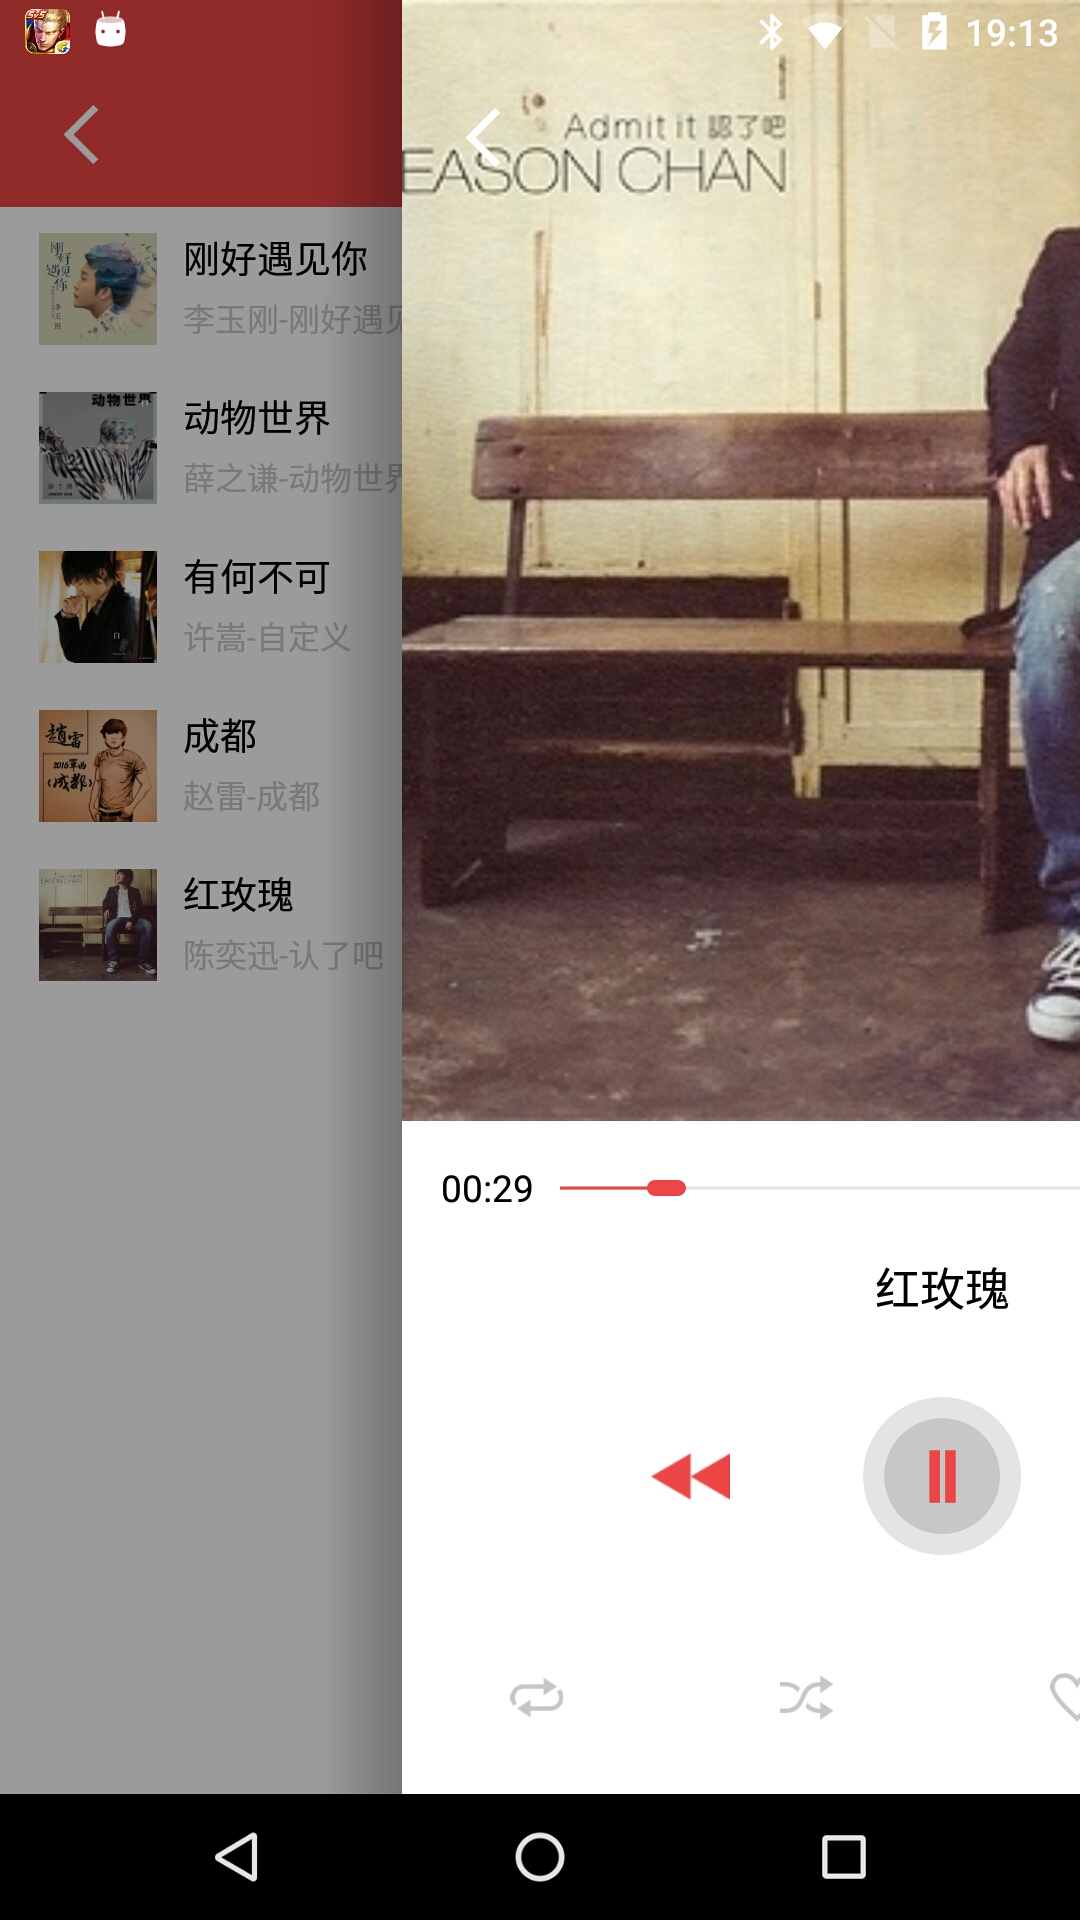 19:13
刚好遇见你
李玉刚-刚好遇见
动物世界
薛之谦-动物世界
有何不可
许嵩-自定义
成都
赵雷-成都
红玫瑰
陈奕迅-认了吧
Admit it 認了吧
EASON CHAN
00:29
红玫瑰